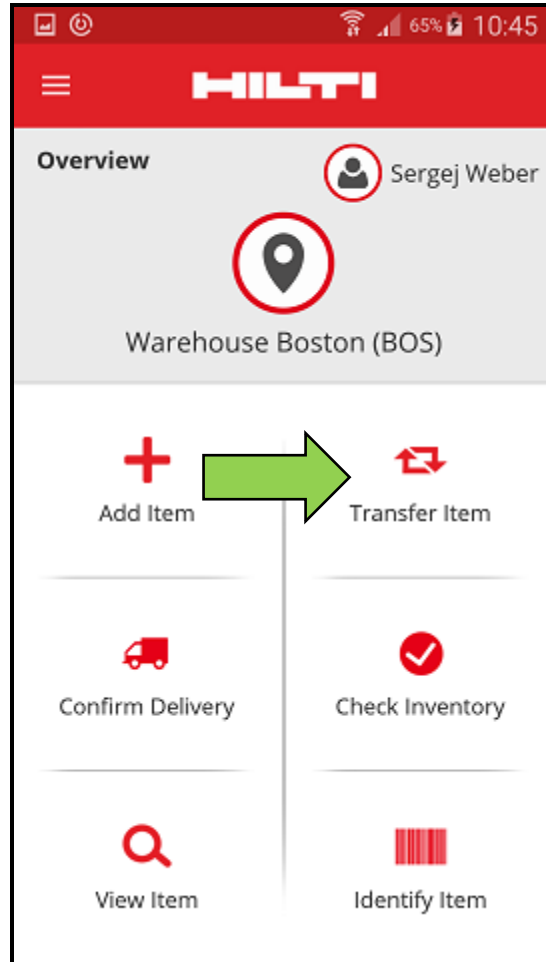 65% 10:45
HILTI
Overview
Sergej Weber
Warehouse Boston (BOS)
Add Item
Transfer Item
Confirm Delivery
Check Inventory
View Item
Identify Item